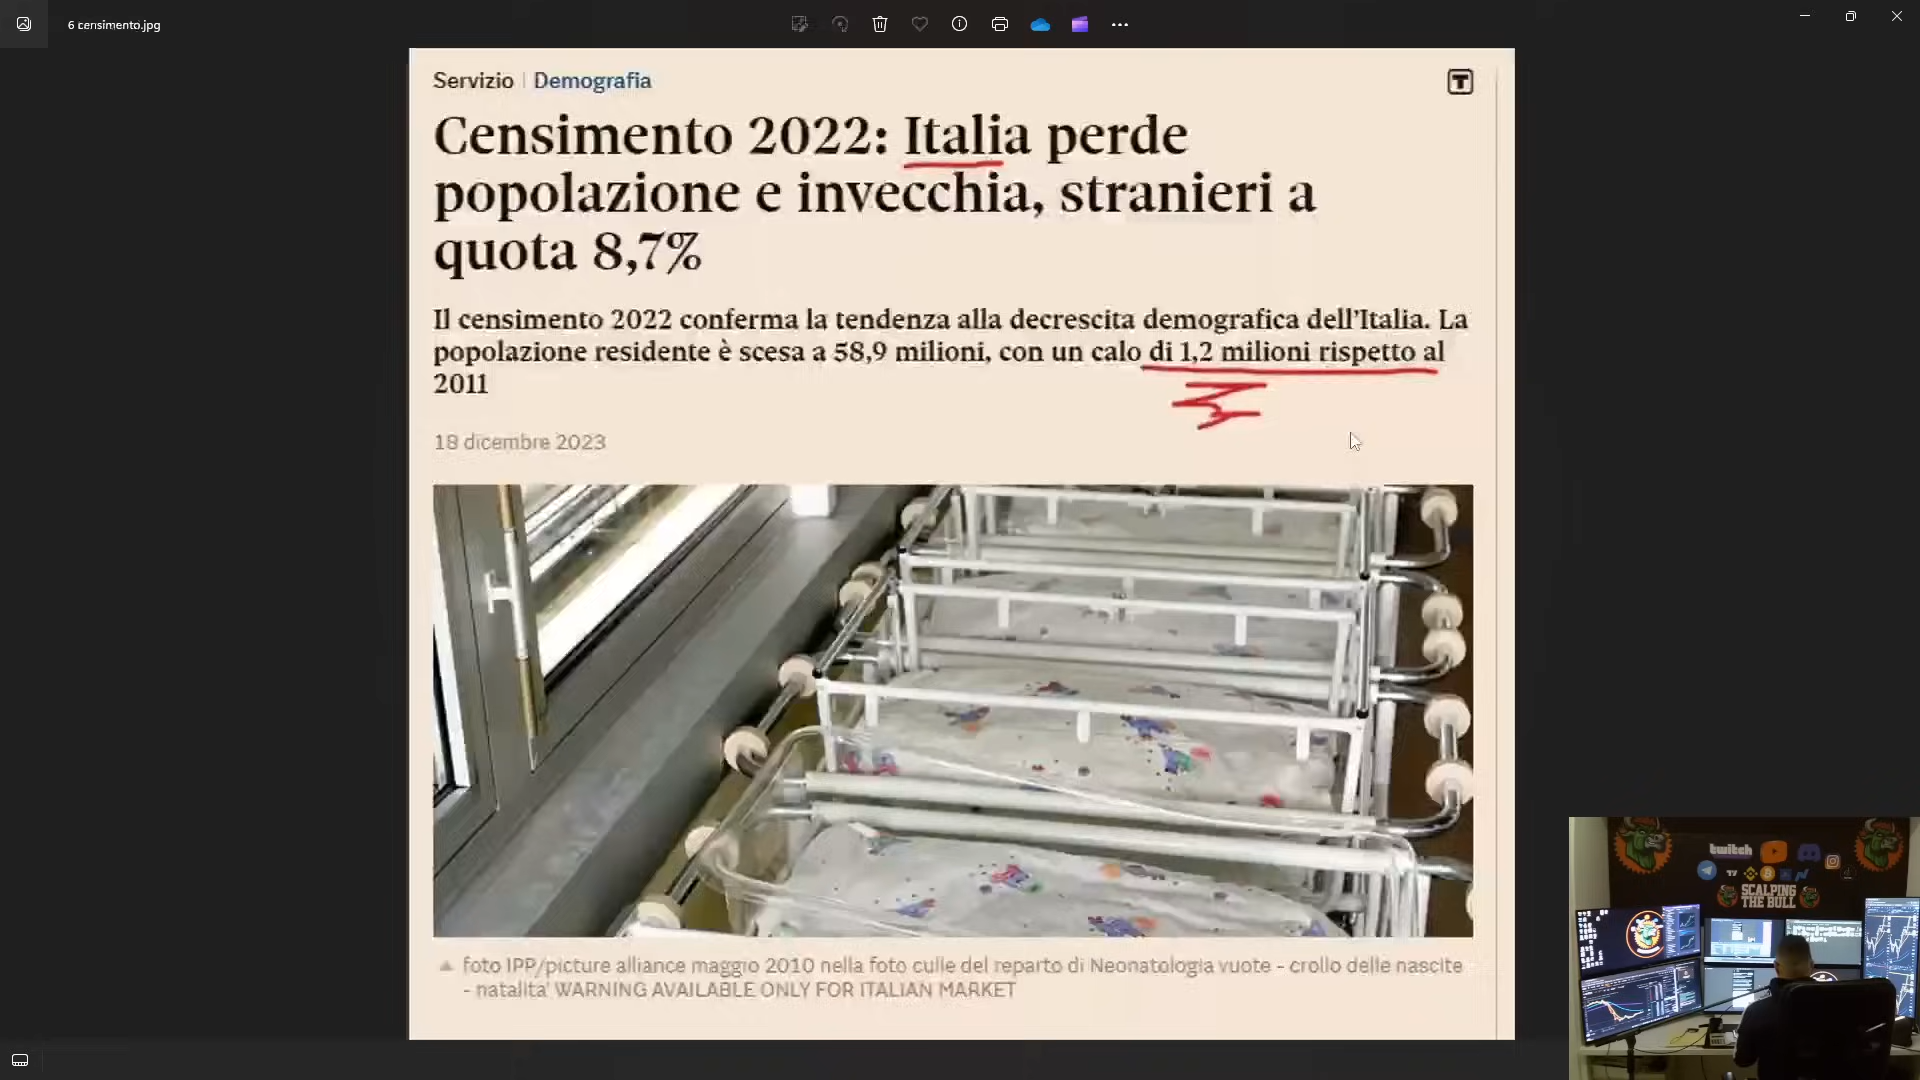 6 censimento.jpg
Servizio | Demografia
T
Censimento 2022: Italia perde
popolazione e invecchia, stranieri a
quota 8,7%
Il censimento 2022 conferma la tendenza alla decrescita demografica dell'Italia. La
popolazione residente è scesa a 58,9 milioni, con un calo di 1,2 milioni rispetto al
2011
18 dicembre 2023
foto IPP/picture alliance maggio 2010 nella foto culle del reparto di Neonatologia vuote - crollo delle nascite
- natalita' WARNING AVAILABLE ONLY FOR ITALIAN MARKET
twitch
SCALPING
THE BULL